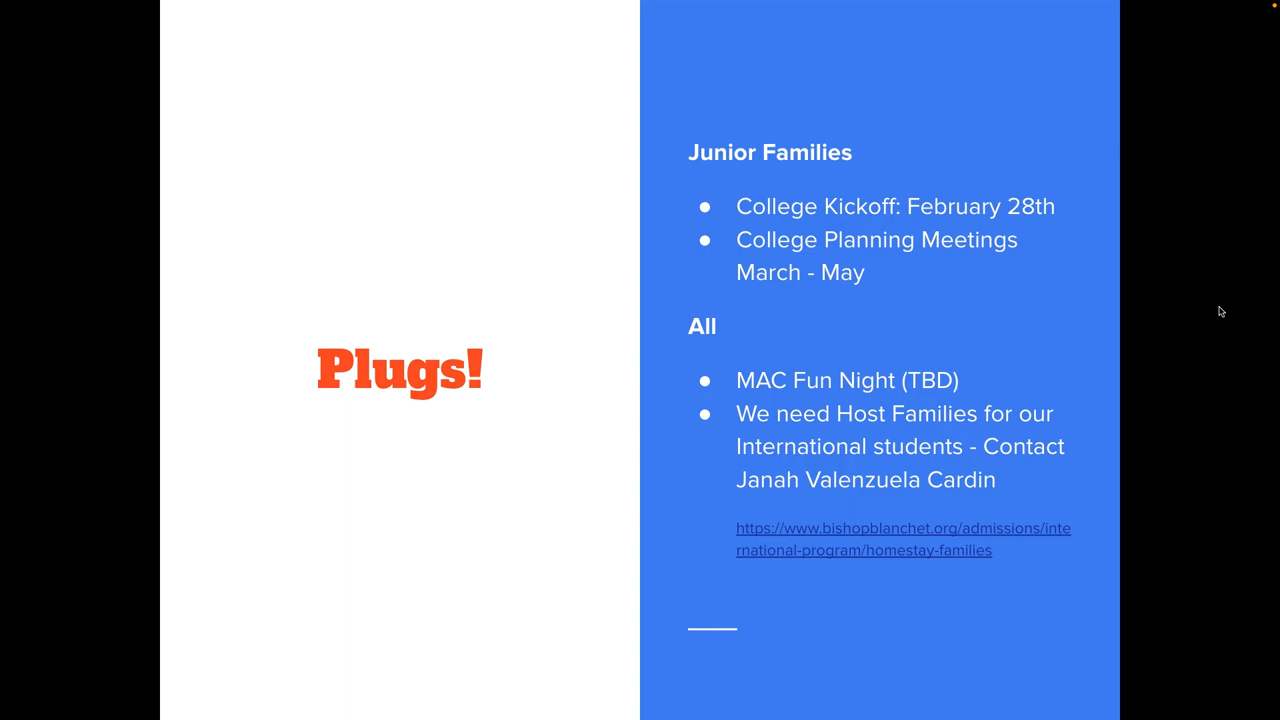 Plugs!
Junior Families
● College Kickoff: February 28th
● College Planning Meetings
March - May
All
● MAC Fun Night (TBD)
● We need Host Families for our
International students - Contact
Janah Valenzuela Cardin
https://www.bishopblanchet.org/admissions/inte
rnational-program/homestay-families